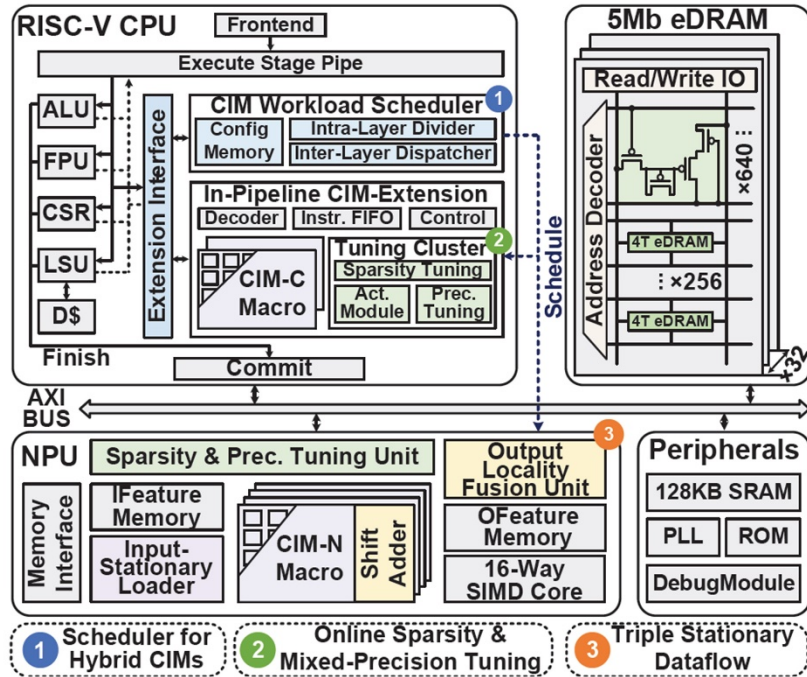 RISC-V CPU
Frontend
Execute Stage Pipe
ALU
FPU
CSR
LSU
D$
Finish
Extension Interface
CIM Workload Scheduler
1
Config
Memory
Intra-Layer Divider
Inter-Layer Dispatcher
In-Pipeline CIM-Extension
Decoder
Instr. FIFO
Control
CIM-C
Macro
Tuning Cluster
2
Sparsity Tuning
Act.
Module
Prec.
Tuning
Commit
Schedule
5Mb eDRAM
Read/Write IO
Address Decoder
×640 ⋮
4T eDRAM
⋮ ×256
4T eDRAM
×32
AXI
BUS
NPU
Sparsity & Prec. Tuning Unit
Memory
Interface
IFeature
Memory
Input-
Stationary
Loader
CIM-N
Macro
Shift
Adder
3
Output
Locality
Fusion Unit
OFeature
Memory
16-Way
SIMD Core
Peripherals
128KB SRAM
PLL
ROM
DebugModule
1
Scheduler for
Hybrid CIMs
2
Online Sparsity &
Mixed-Precision Tuning
3
Triple Stationary
Dataflow